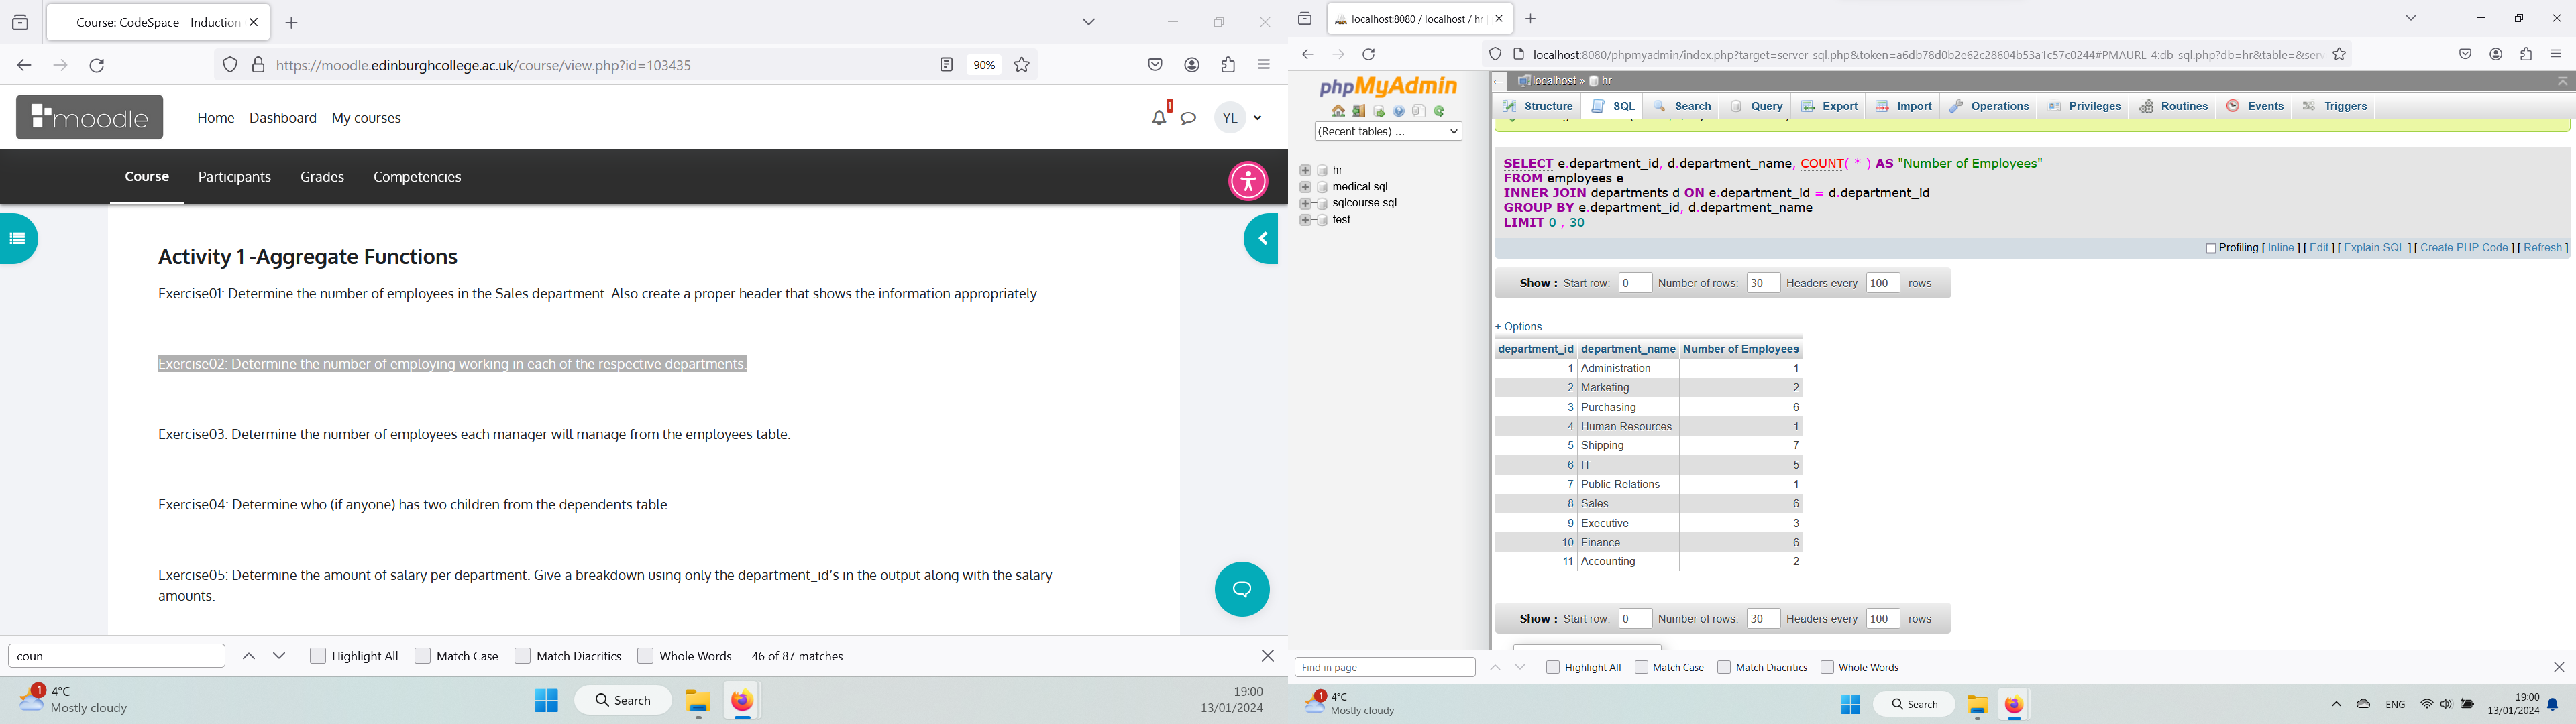 Course: CodeSpace - Induction
https://moodle.edinburghcollege.ac.uk/course/view.php?id=103435
90%
moodle
Home
Dashboard
My courses
1
YL
Course
Participants
Grades
Competencies
Activity 1 -Aggregate Functions
Exercise01: Determine the number of employees in the Sales department. Also create a proper header that shows the information appropriately.
Exercise02: Determine the number of employing working in each of the respective departments.
Exercise03: Determine the number of employees each manager will manage from the employees table.
Exercise04: Determine who (if anyone) has two children from the dependents table.
Exercise05: Determine the amount of salary per department. Give a breakdown using only the department_id's in the output along with the salary
amounts.
coun
Highlight All
Match Case
Match Diacritics
Whole Words
46 of 87 matches
1
4°C
Mostly cloudy
Search
19:00
13/01/2024
localhost:8080 / localhost / hr |
localhost:8080/phpmyadmin/index.php?target=server_sql.php&token=a6db78d0b2e62c28604b53a1c57c0244#PMAURL-4:db_sql.php?db=hr&table=&serv
phpMyAdmin
(Recent tables) ...
hr
medical.sql
sqlcourse.sql
test
localhost » hr
Structure
SQL
Search
Query
Export
Import
Operations
Privileges
Routines
Events
Triggers
SELECT e.department_id, d.department_name, COUNT( * ) AS "Number of Employees"
FROM employees e
INNER JOIN departments d ON e.department_id = d.department_id
GROUP BY e.department_id, d.department_name
LIMIT 0 , 30
Profiling [ Inline ] [ Edit ] [ Explain SQL ] [ Create PHP Code ] [ Refresh ]
Show : Start row: 0 Number of rows: 30 Headers every 100 rows
+ Options
department_id department_name Number of Employees
1 Administration 1
2 Marketing 2
3 Purchasing 6
4 Human Resources 1
5 Shipping 7
6 IT 5
7 Public Relations 1
8 Sales 6
9 Executive 3
10 Finance 6
11 Accounting 2
Show : Start row: 0 Number of rows: 30 Headers every 100 rows
Find in page
Highlight All
Match Case
Match Diacritics
Whole Words
1
4°C
Mostly cloudy
Search
ENG
19:00
13/01/2024